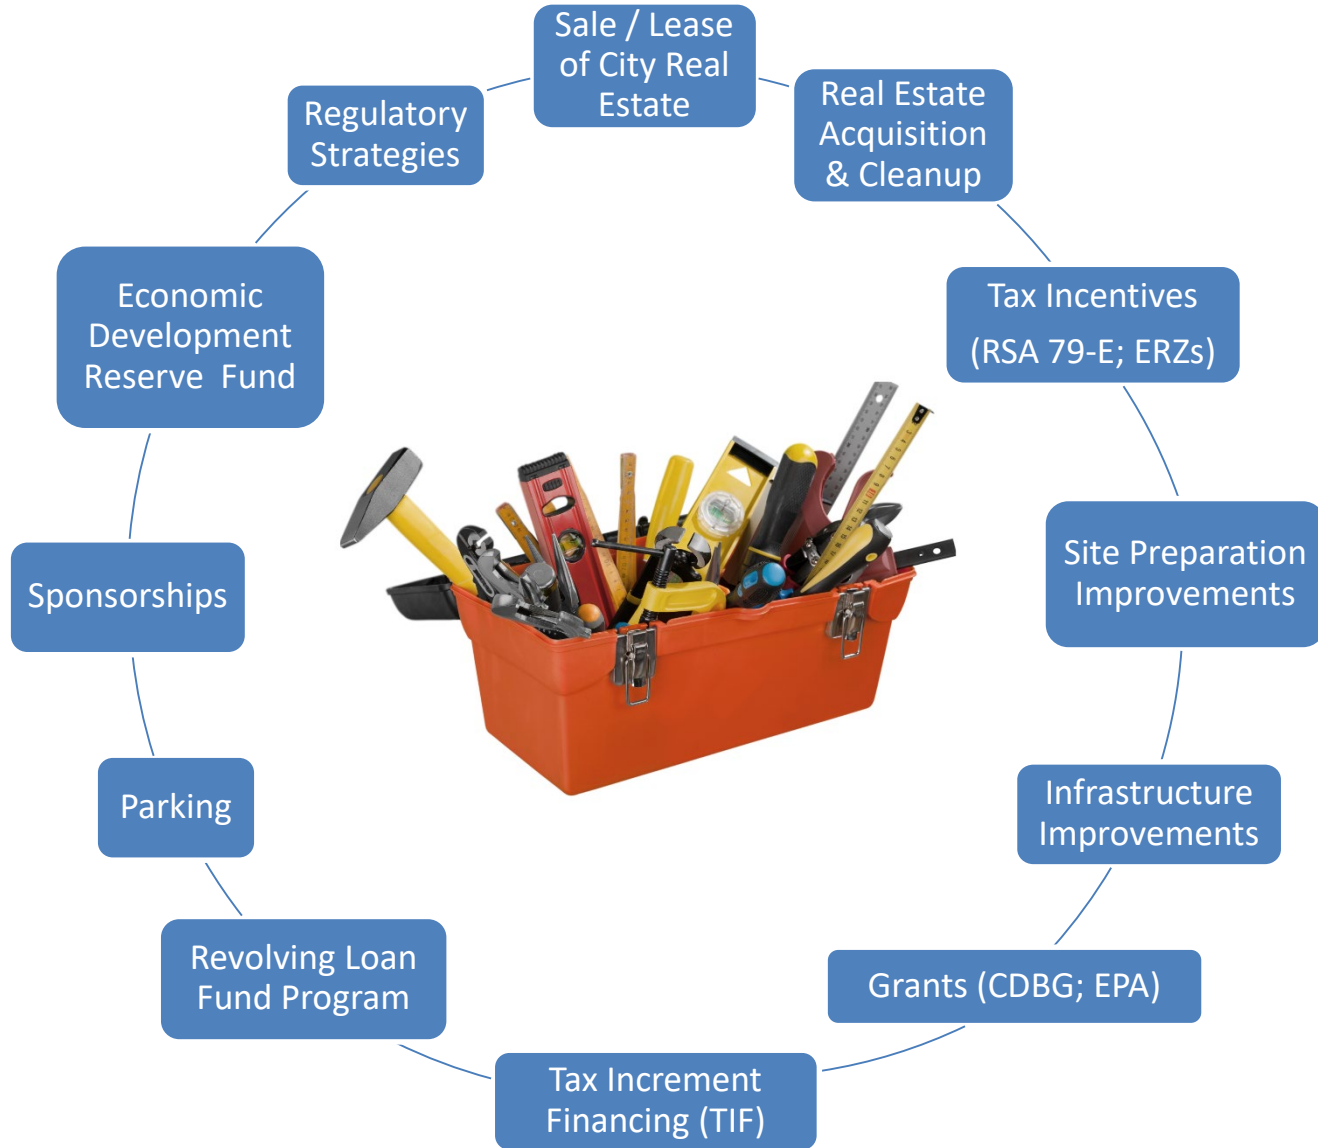 Sale / Lease
of City Real
Estate
Real Estate
Acquisition
& Cleanup
Tax Incentives
(RSA 79-E; ERZs)
Site Preparation
Improvements
Infrastructure
Improvements
Grants (CDBG; EPA)
Tax Increment
Financing (TIF)
Revolving Loan
Fund Program
Parking
Sponsorships
Economic
Development
Reserve Fund
Regulatory
Strategies